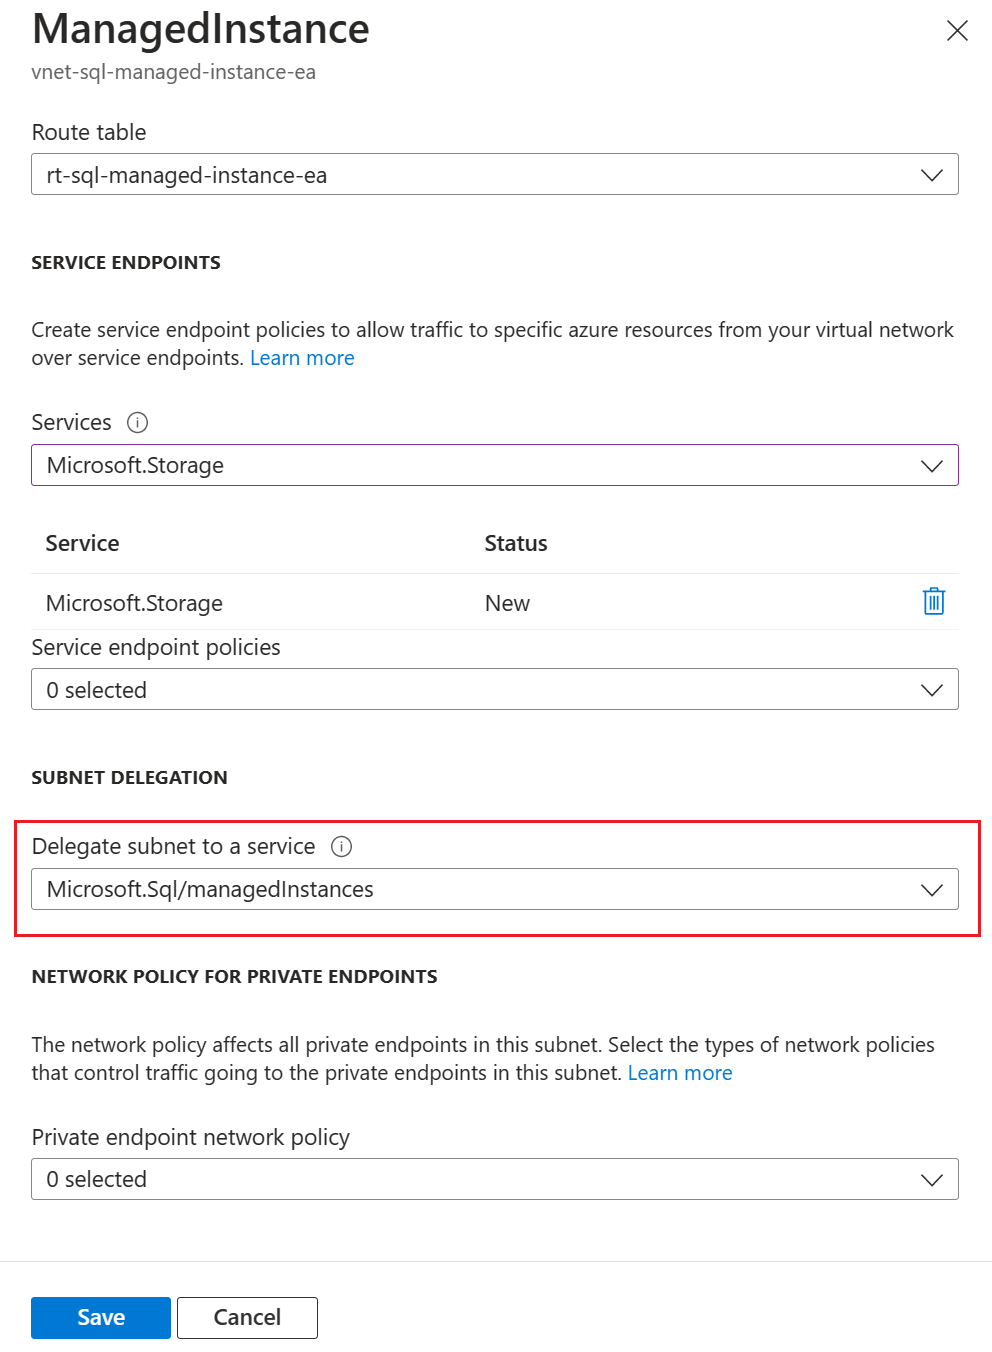 ManagedInstance
vnet-sql-managed-instance-ea
Route table
rt-sql-managed-instance-ea
SERVICE ENDPOINTS
Create service endpoint policies to allow traffic to specific azure resources from your virtual network
over service endpoints. Learn more
Services
Microsoft.Storage
Service Status
Microsoft.Storage New
Service endpoint policies
0 selected
SUBNET DELEGATION
Delegate subnet to a service
Microsoft.Sql/managedInstances
NETWORK POLICY FOR PRIVATE ENDPOINTS
The network policy affects all private endpoints in this subnet. Select the types of network policies
that control traffic going to the private endpoints in this subnet. Learn more
Private endpoint network policy
0 selected
Save Cancel